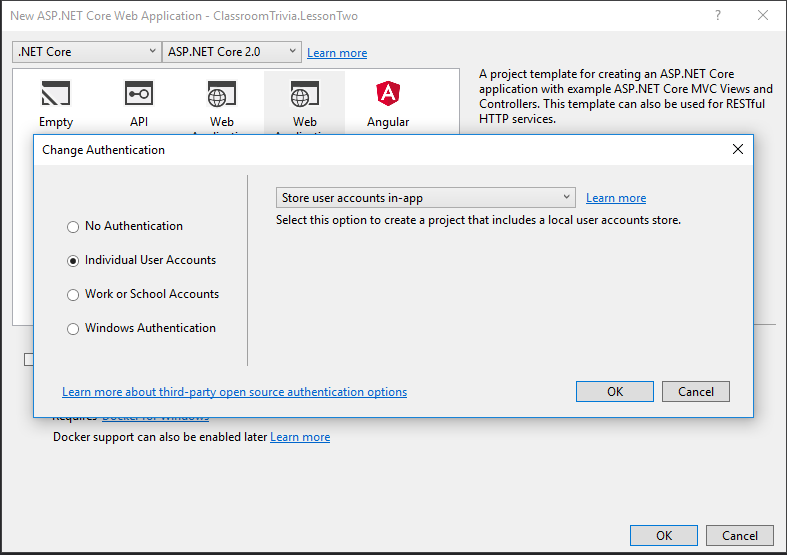 New ASP.NET Core Web Application - ClassroomTrivia.LessonTwo
?
.NET Core
ASP.NET Core 2.0
Learn more
Empty
API
Web
Web
Angular
A project template for creating an ASP.NET Core
application with example ASP.NET Core MVC Views and
Controllers. This template can also be used for RESTful
HTTP services.
Change Authentication
No Authentication
Individual User Accounts
Work or School Accounts
Windows Authentication
Store user accounts in-app
Learn more
Select this option to create a project that includes a local user accounts store.
Learn more about third-party open source authentication options
OK
Cancel
Requires Docker for Windows
Docker support can also be enabled later Learn more
OK
Cancel